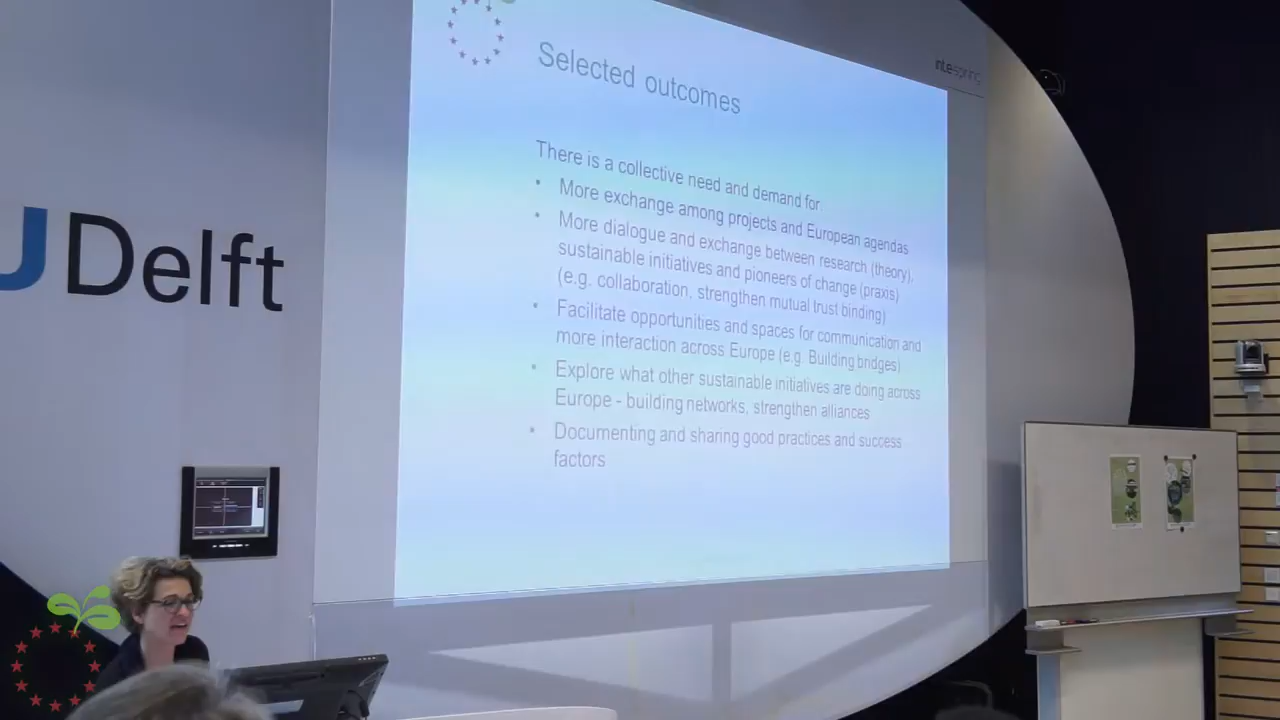 Selected outcomes
intespring
There is a collective need and demand for:
• More exchange among projects and European agendas
• More dialogue and exchange between research (theory),
sustainable initiatives and pioneers of change (praxis)
(e.g. collaboration, strengthen mutual trust binding)
• Facilitate opportunities and spaces for communication and
more interaction across Europe (e.g. Building bridges)
• Explore what other sustainable initiatives are doing across
Europe - building networks, strengthen alliances
• Documenting and sharing good practices and success
factors
UDelft